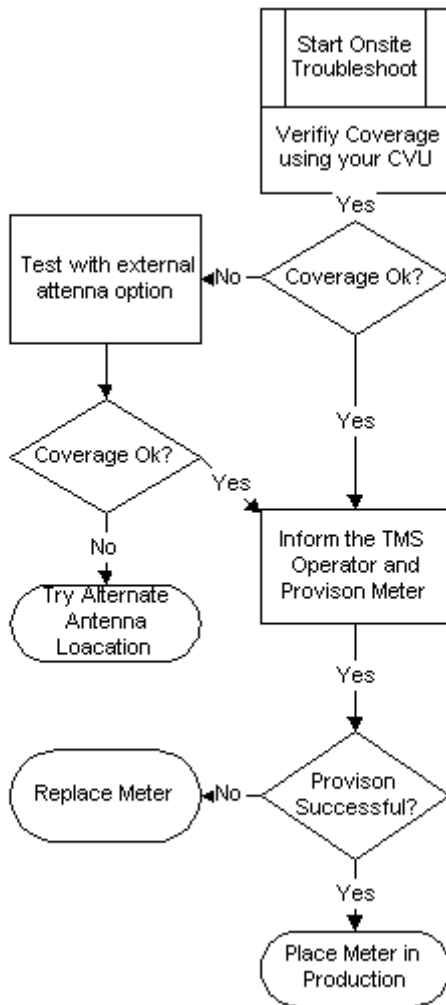 Start Onsite
Troubleshoot
Verifiy Coverage
using your CVU
Yes
Coverage Ok?
No
Test with external
attenna option
Yes
Coverage Ok?
Yes
No
Try Alternate
Antenna
Loacation
Inform the TMS
Operator and
Provison Meter
Yes
Provison
Successful?
No
Replace Meter
Yes
Place Meter in
Production